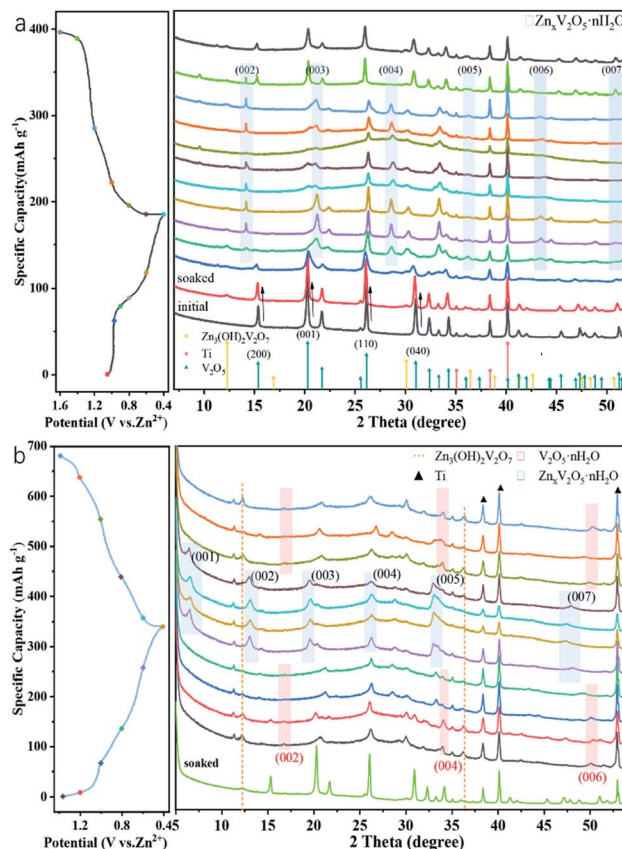 a
Zn₃V₂O₅·nH₂O
(002)
(003)
(004)
(005)
(006)
(007)
soaked
initial
Zn₃(OH)₂V₂O₇
Ti
V₂O₅
(200)
(001)
(110)
(040)
400
300
200
100
0
Specific Capacity(mAh g⁻¹)
1.6 1.2 0.8 0.4
Potential (V vs.Zn²⁺)
10 15 20 25 30 35 40 45 50
2 Theta (degree)
b
Zn₃(OH)₂V₂O₇
V₂O₅·nH₂O
Ti
ZnₓV₂O₅·nH₂O
(001)
(002)
(003)
(004)
(005)
(007)
soaked
(002)
(004)
(006)
700
600
500
400
300
200
100
0
Specific Capacity (mAh g⁻¹)
1.2 0.8 0.45
Potential (V vs.Zn²⁺)
10 15 20 25 30 35 40 45 50
2 Theta (degree)